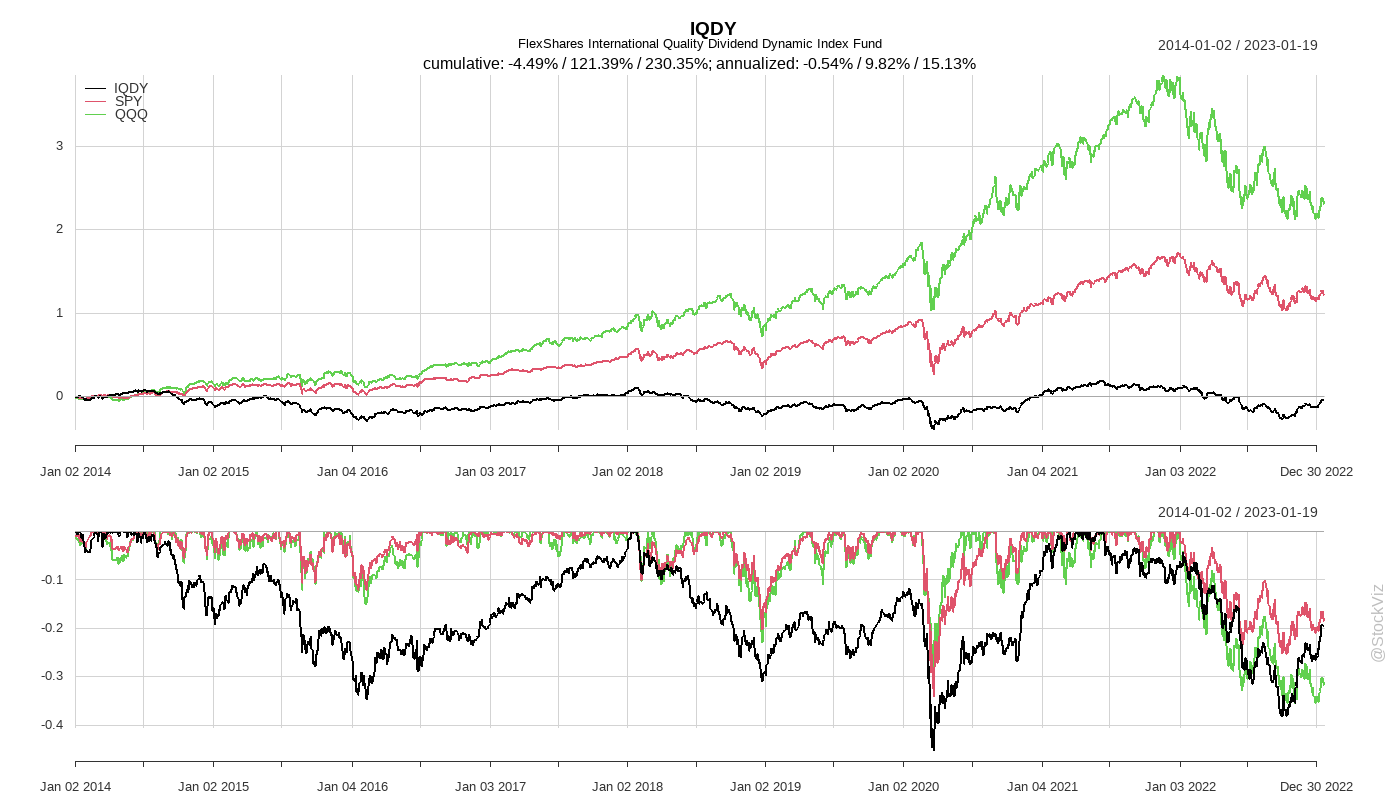 IQDY
FlexShares International Quality Dividend Dynamic Index Fund
2014-01-02 / 2023-01-19
cumulative: -4.49% / 121.39% / 230.35%; annualized: -0.54% / 9.82% / 15.13%
IQDY
SPY
QQQ
3
2
1
0
Jan 02 2014 Jan 02 2015 Jan 04 2016 Jan 03 2017 Jan 02 2018 Jan 02 2019 Jan 02 2020 Jan 04 2021 Jan 03 2022 Dec 30 2022
2014-01-02 / 2023-01-19
-0.1
-0.2
-0.3
-0.4
Jan 02 2014 Jan 02 2015 Jan 04 2016 Jan 03 2017 Jan 02 2018 Jan 02 2019 Jan 02 2020 Jan 04 2021 Jan 03 2022 Dec 30 2022
@StockViz